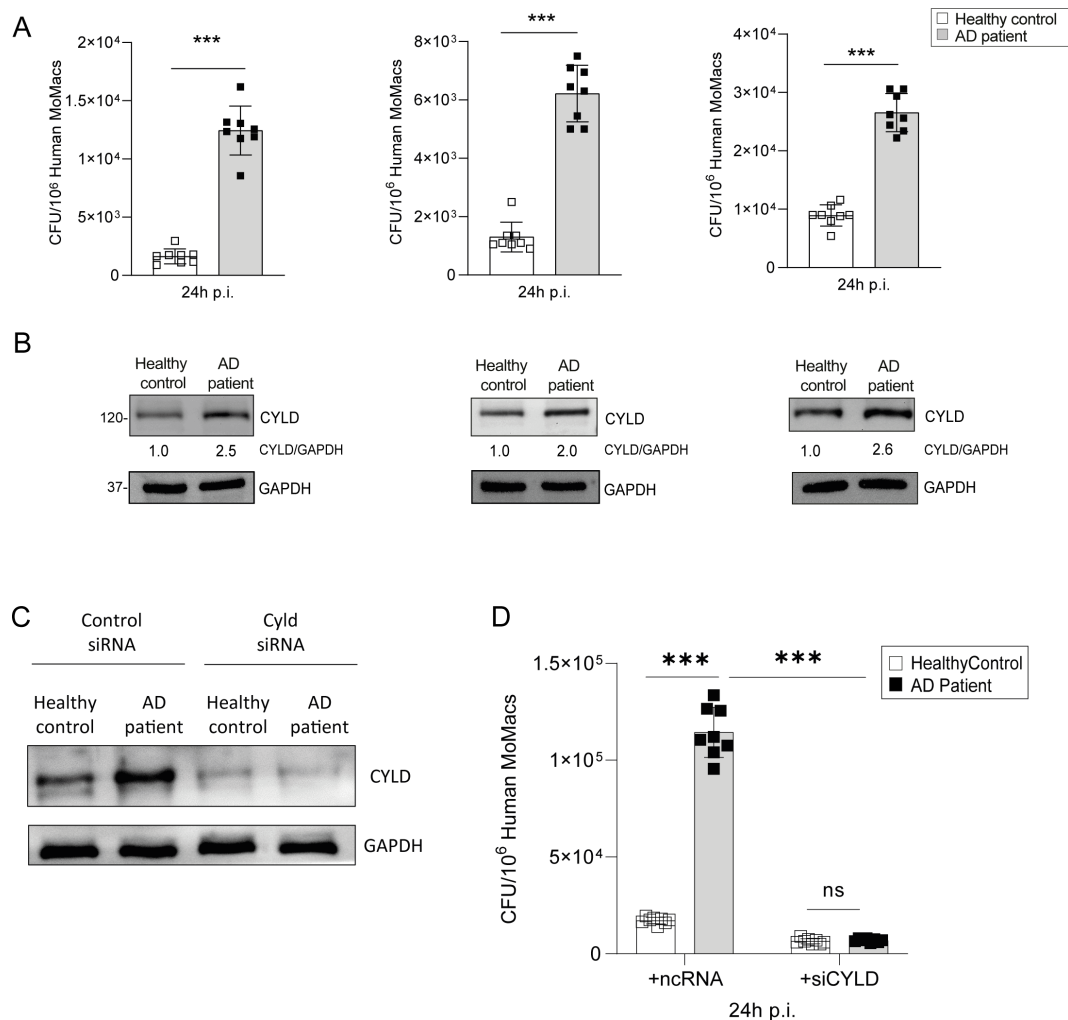 A
Healthy control
AD patient
CFU/10⁶ Human MoMacs
2×10⁴
1.5×10⁴
1×10⁴
5×10³
0
***
24h p.i.
CFU/10⁶ Human MoMacs
8×10³
6×10³
4×10³
2×10³
0
***
24h p.i.
CFU/10⁶ Human MoMacs
4×10⁴
3×10⁴
2×10⁴
1×10⁴
0
***
24h p.i.
B
Healthy control
AD patient
120-
CYLD
1.0 2.5 CYLD/GAPDH
37-
GAPDH
Healthy control
AD patient
CYLD
1.0 2.0 CYLD/GAPDH
GAPDH
Healthy control
AD patient
CYLD
1.0 2.6 CYLD/GAPDH
GAPDH
C
Control siRNA
Cyld siRNA
Healthy control
AD patient
Healthy control
AD patient
CYLD
GAPDH
D
HealthyControl
AD Patient
CFU/10⁶ Human MoMacs
1.5×10⁵
1×10⁵
5×10⁴
0
*** ***
ns
+ncRNA +siCYLD
24h p.i.